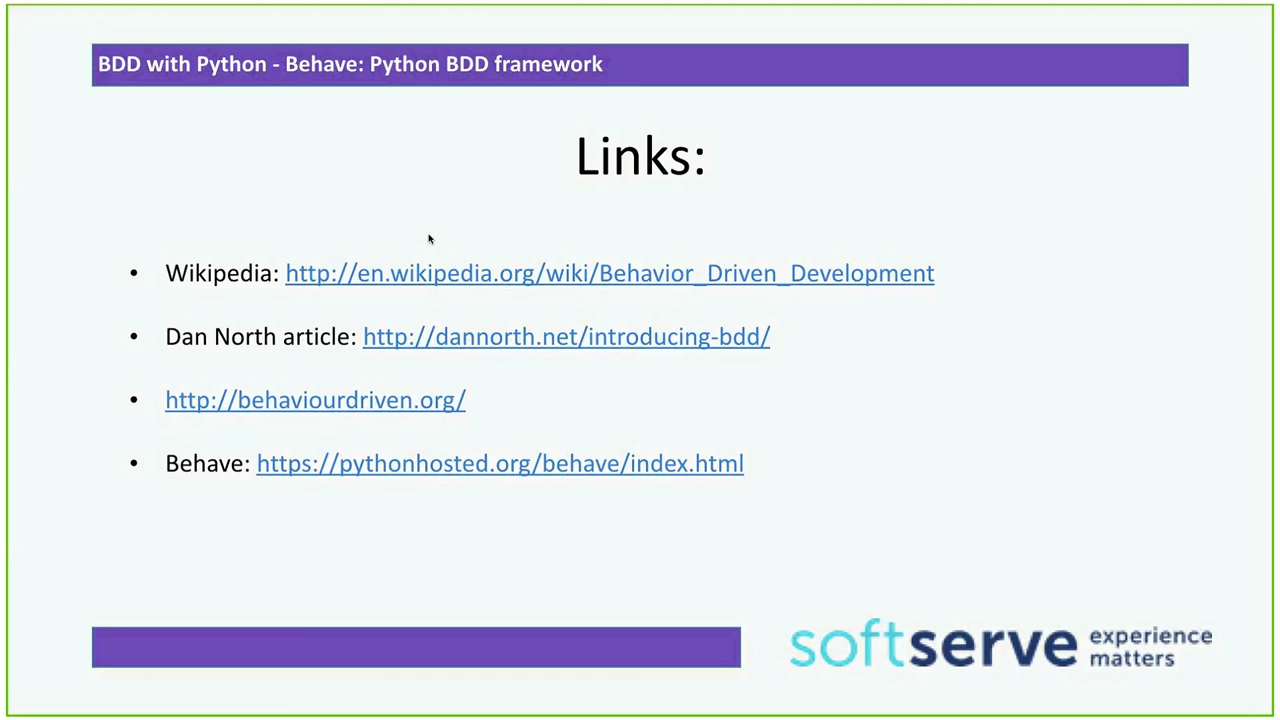 BDD with Python - Behave: Python BDD framework
Links:
• Wikipedia: http://en.wikipedia.org/wiki/Behavior_Driven_Development
• Dan North article: http://dannorth.net/introducing-bdd/
• http://behaviourdriven.org/
• Behave: https://pythonhosted.org/behave/index.html
softserve experience
matters